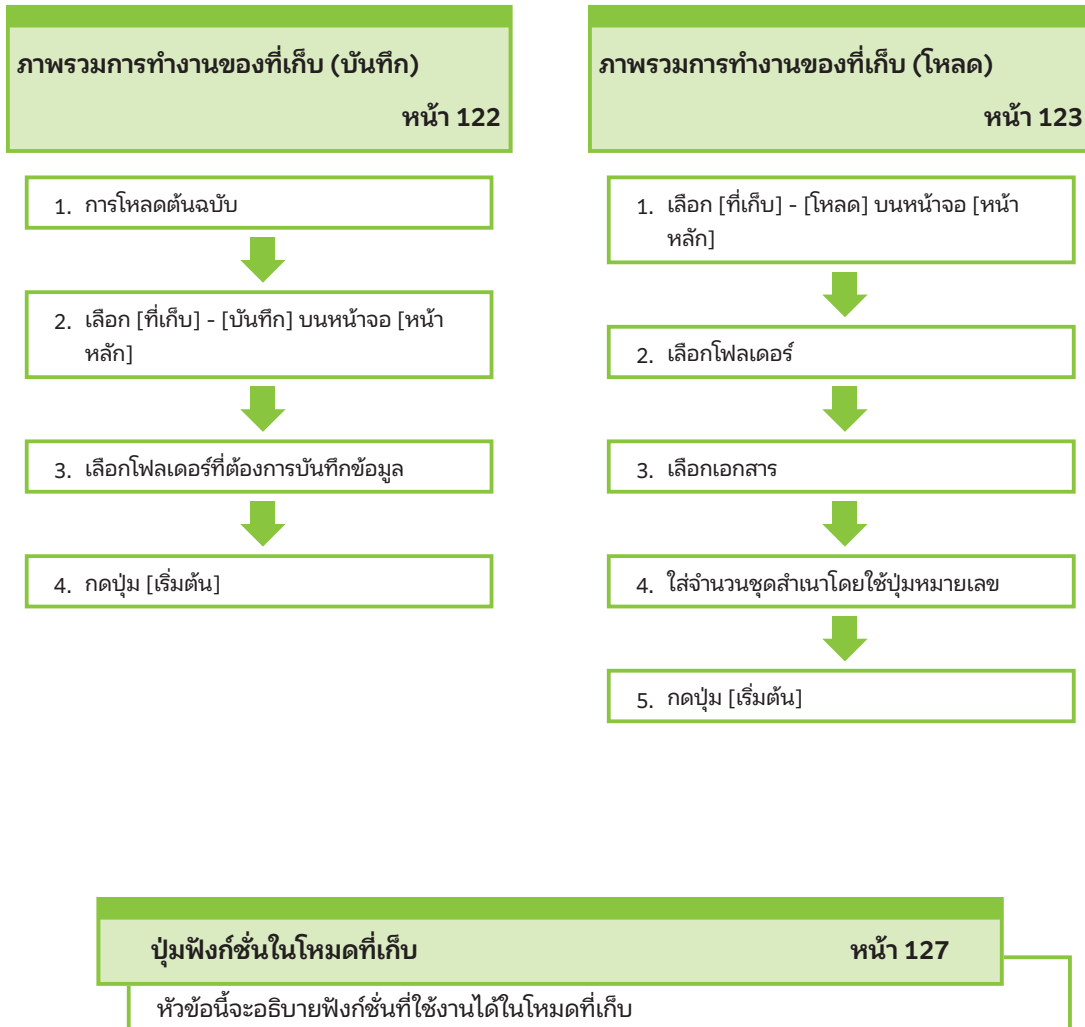 ภาพรวมการทำงานของที่เก็บ (บันทึก)
หน้า 122
1. การโหลดต้นฉบับ
2. เลือก [ที่เก็บ] - [บันทึก] บนหน้าจอ [หน้า
หลัก]
3. เลือกโฟลเดอร์ที่ต้องการบันทึกข้อมูล
4. กดปุ่ม [เริ่มต้น]
ภาพรวมการทำงานของที่เก็บ (โหลด)
หน้า 123
1. เลือก [ที่เก็บ] - [โหลด] บนหน้าจอ [หน้า
หลัก]
2. เลือกโฟลเดอร์
3. เลือกเอกสาร
4. ใส่จำนวนชุดสำเนาโดยใช้ปุ่มหมายเลข
5. กดปุ่ม [เริ่มต้น]
ปุ่มฟังก์ชั่นในโหมดที่เก็บ หน้า 127
หัวข้อนี้จะอธิบายฟังก์ชั่นที่ใช้งานได้ในโหมดที่เก็บ